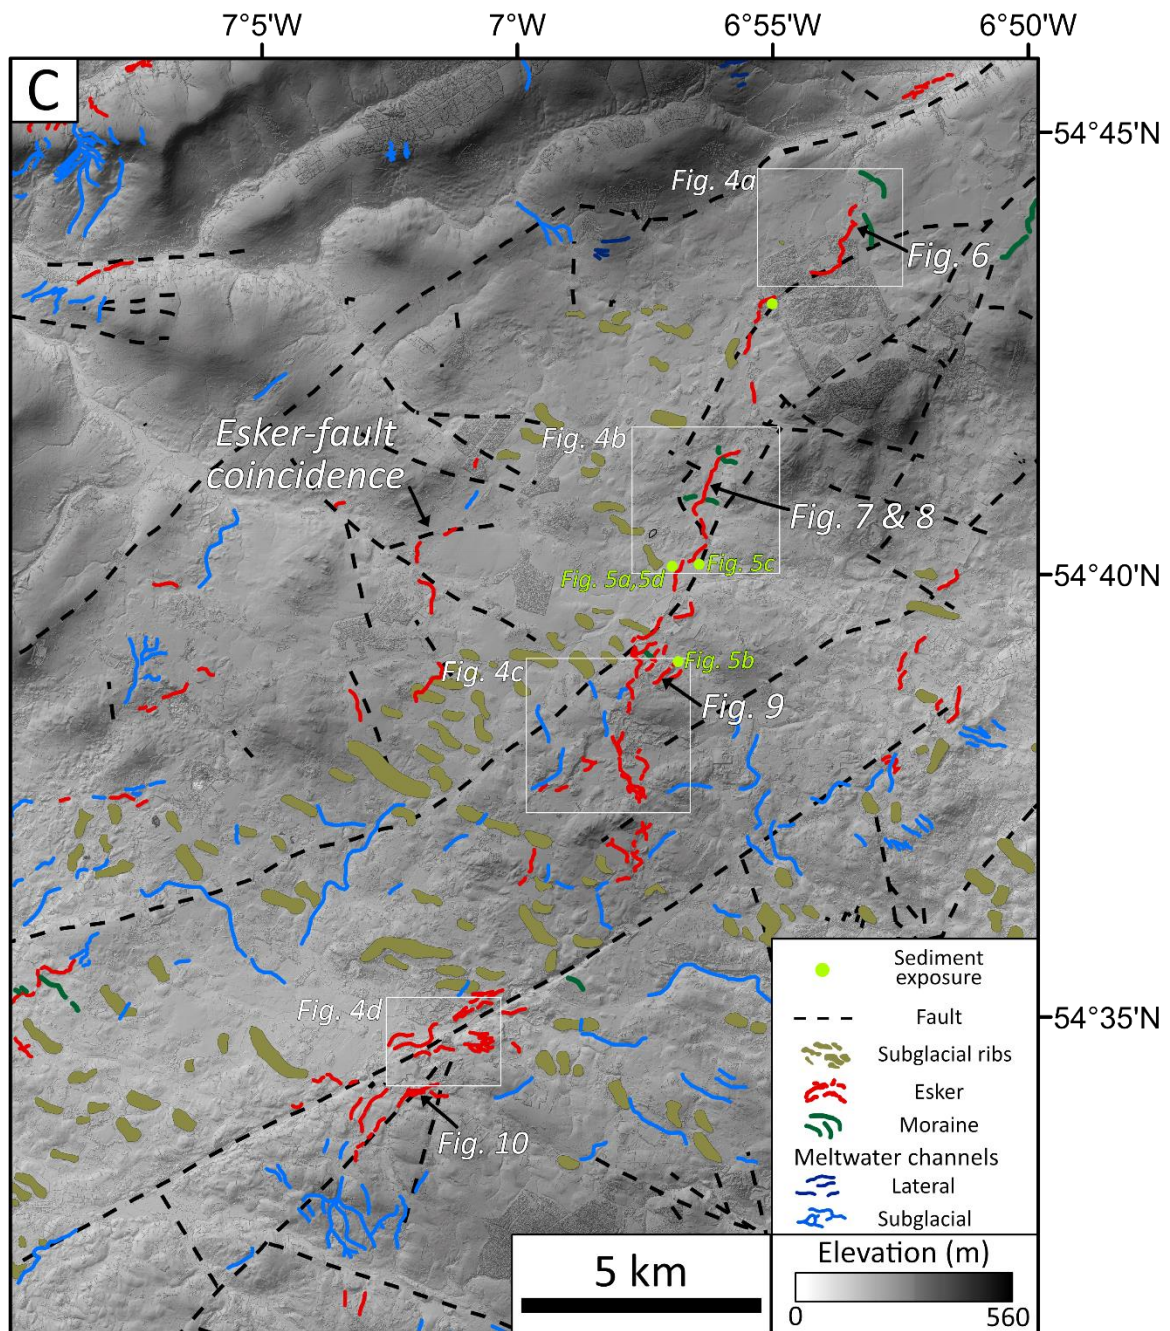 7°5'W 7°0'W 6°55'W 6°50'W
C
54°45'N
Fig. 4a
Fig. 6
Esker-fault
coincidence
Fig. 4b
Fig. 7 & 8
Fig. 5a,5d
Fig. 5c
54°40'N
Fig. 4c
Fig. 5b
Fig. 9
Fig. 4d
54°35'N
Fig. 10
Sediment
exposure
Fault
Subglacial ribs
Esker
Moraine
Meltwater channels
Lateral
Subglacial
5 km
Elevation (m)
0 560